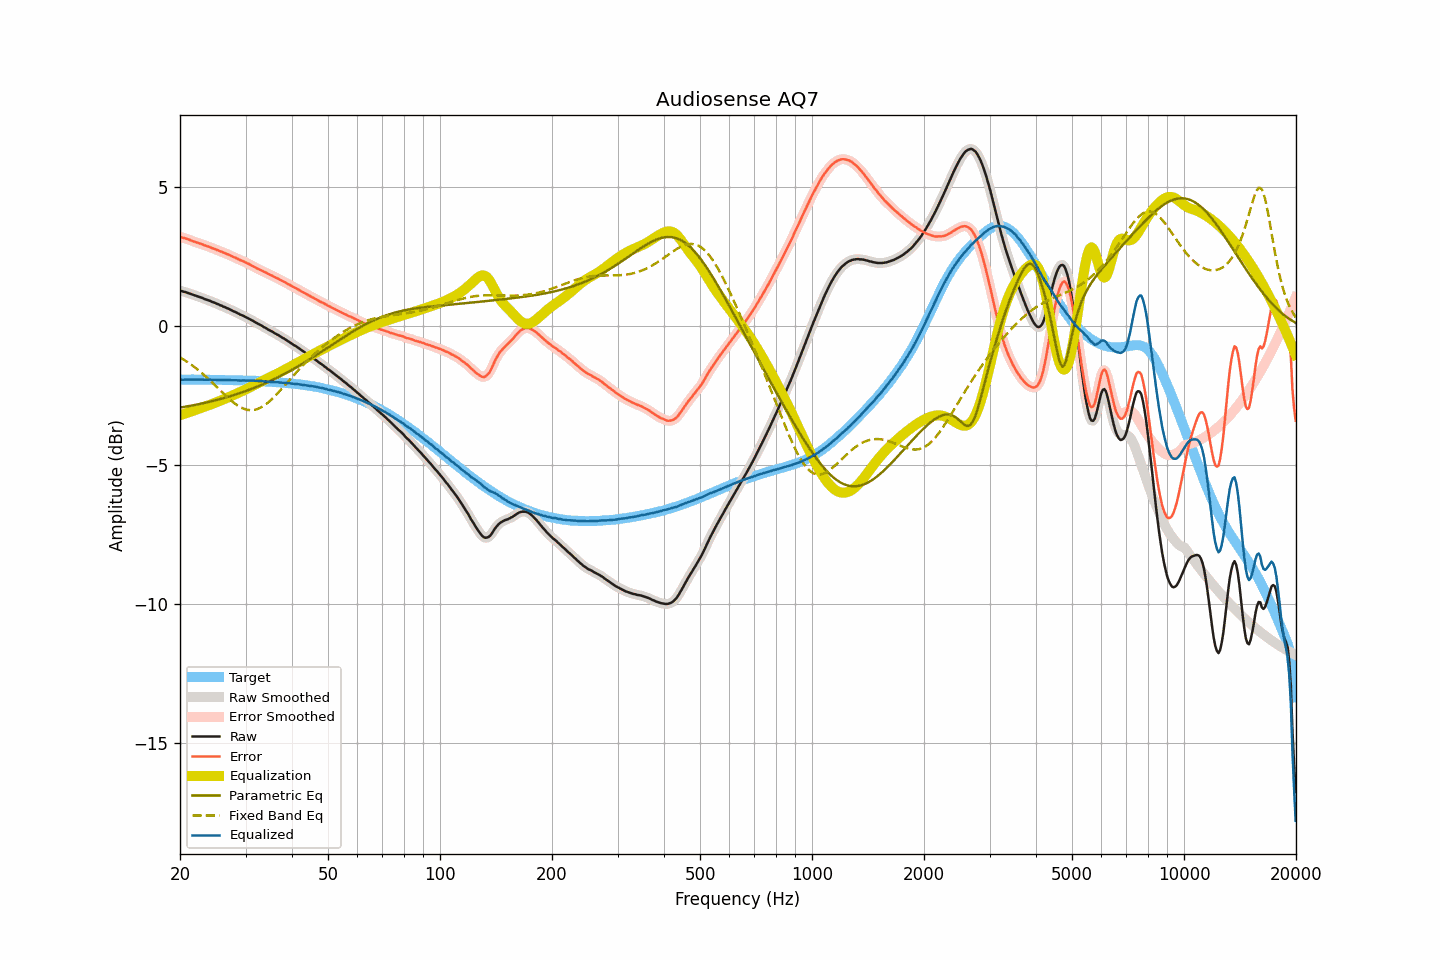 Audiosense AQ7
Amplitude (dBr)
5
0
−5
−10
−15
Target
Raw Smoothed
Error Smoothed
Raw
Error
Equalization
Parametric Eq
Fixed Band Eq
Equalized
20 50 100 200 500 1000 2000 5000 10000 20000
Frequency (Hz)